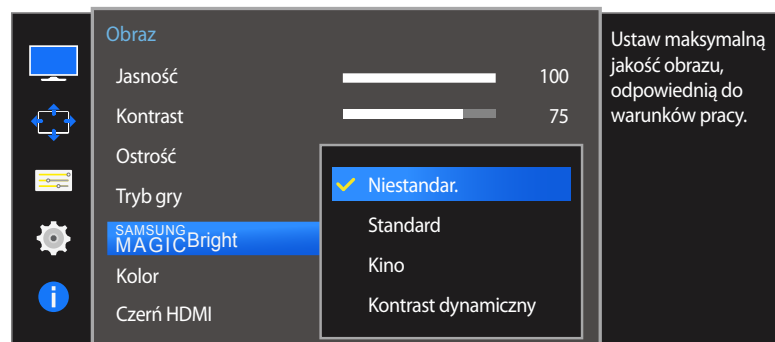 Obraz
Jasność 100
Kontrast 75
Ostrość
Tryb gry
SAMSUNG
MAGICBright
Kolor
Czerń HDMI
Niestandar.
Standard
Kino
Kontrast dynamiczny
Ustaw maksymalną
jakość obrazu,
odpowiednią do
warunków pracy.